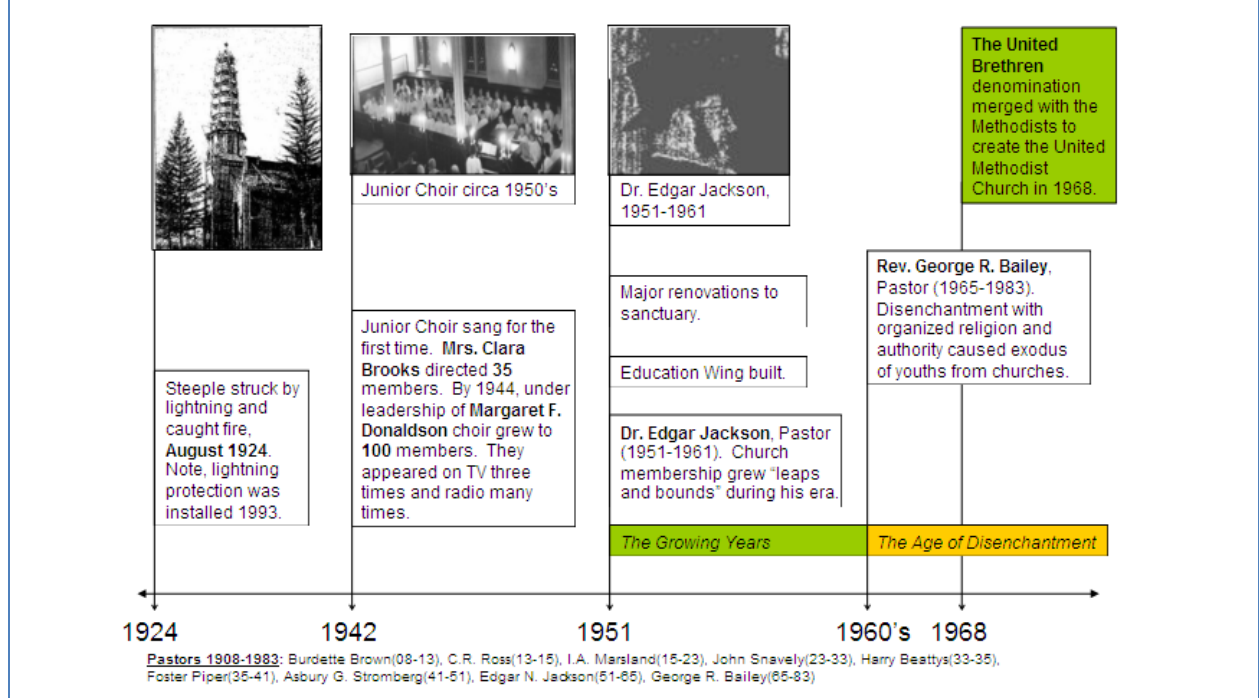 The United
Brethren
denomination
merged with the
Methodists to
create the United
Methodist
Church in 1968.
Junior Choir circa 1950's
Dr. Edgar Jackson,
1951-1961
Rev. George R. Bailey,
Pastor (1965-1983).
Disenchantment with
organized religion and
authority caused exodus
of youths from churches.
Major renovations to
sanctuary.
Junior Choir sang for the
first time. Mrs. Clara
Brooks directed 35
members. By 1944, under
leadership of Margaret F.
Donaldson choir grew to
100 members. They
appeared on TV three
times and radio many
times.
Education Wing built.
Steeple struck by
lightning and
caught fire,
August 1924.
Note, lightning
protection was
installed 1993.
Dr. Edgar Jackson, Pastor
(1951-1961). Church
membership grew "leaps
and bounds" during his era.
The Growing Years
The Age of Disenchantment
1924
1942
1951
1960's
1968
Pastors 1908-1983: Burdette Brown(08-13), C.R. Ross(13-15), I.A. Marsland(15-23), John Snavely(23-33), Harry Beattys(33-35),
Foster Piper(35-41), Asbury G. Stromberg(41-51), Edgar N. Jackson(51-65), George R. Bailey(65-83)